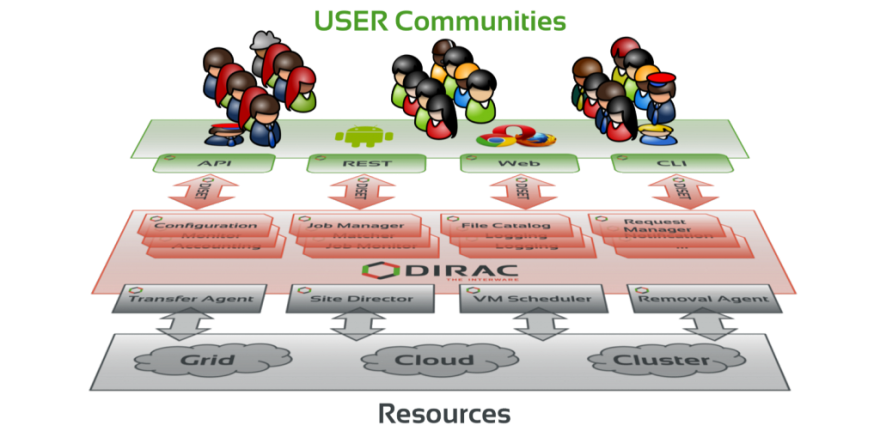 USER Communities
API
REST
Web
CLI
DISET
DISET
DISET
DISET
Configuration
Monitor
Accounting
Job Manager
Matcher
Job Monitor
File Catalog
Logging
Logging
Request
Manager
Notification
...
DIRAC
THE INTERWARE
Transfer Agent
Site Director
VM Scheduler
Removal Agent
Grid
Cloud
Cluster
Resources